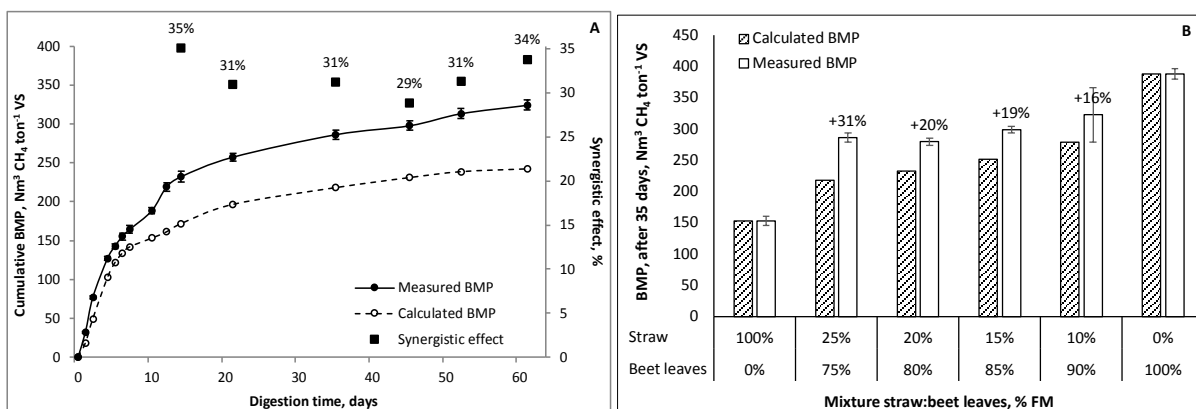 A
Cumulative BMP, Nm³ CH₄ ton⁻¹ VS
400
350
300
250
200
150
100
50
0
35%
31%
31%
29%
31%
34%
35
30
25
20
15
10
5
0
Synergistic effect, %
Measured BMP
Calculated BMP
Synergistic effect
0 10 20 30 40 50 60
Digestion time, days
B
BMP, after 35 days, Nm³ CH₄ ton⁻¹ VS
450
400
350
300
250
200
150
100
50
0
Calculated BMP
Measured BMP
+31% +20% +19% +16%
Straw 100% 25% 20% 15% 10% 0%
Beet leaves 0% 75% 80% 85% 90% 100%
Mixture straw:beet leaves, % FM